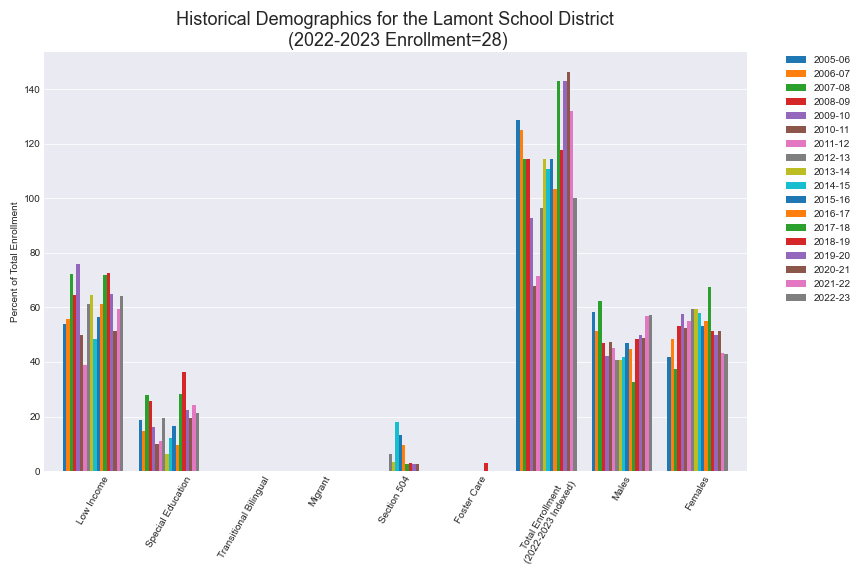 Historical Demographics for the Lamont School District
(2022-2023 Enrollment=28)
Percent of Total Enrollment
140
120
100
80
60
40
20
0
Low Income
Special Education
Transitional Bilingual
Migrant
Section 504
Foster Care
Total Enrollment
(2022-2023 Indexed)
Males
Females
2005-06
2006-07
2007-08
2008-09
2009-10
2010-11
2011-12
2012-13
2013-14
2014-15
2015-16
2016-17
2017-18
2018-19
2019-20
2020-21
2021-22
2022-23